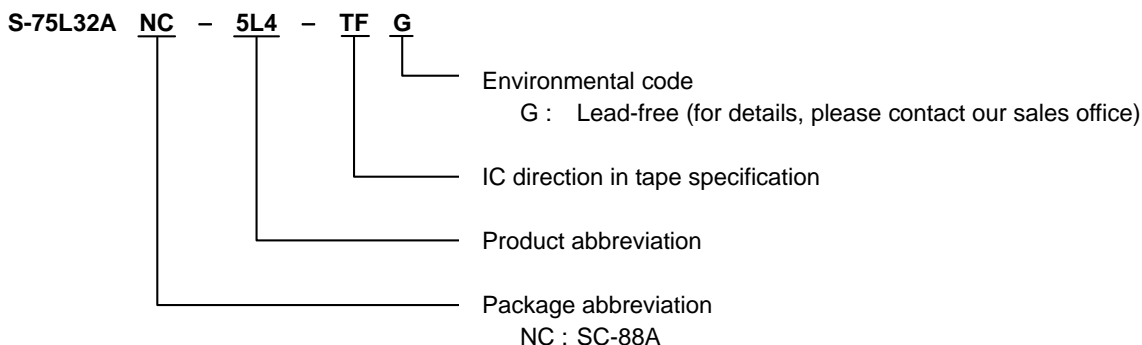 S-75L32A NC – 5L4 – TF G
Environmental code
G : Lead-free (for details, please contact our sales office)
IC direction in tape specification
Product abbreviation
Package abbreviation
NC : SC-88A